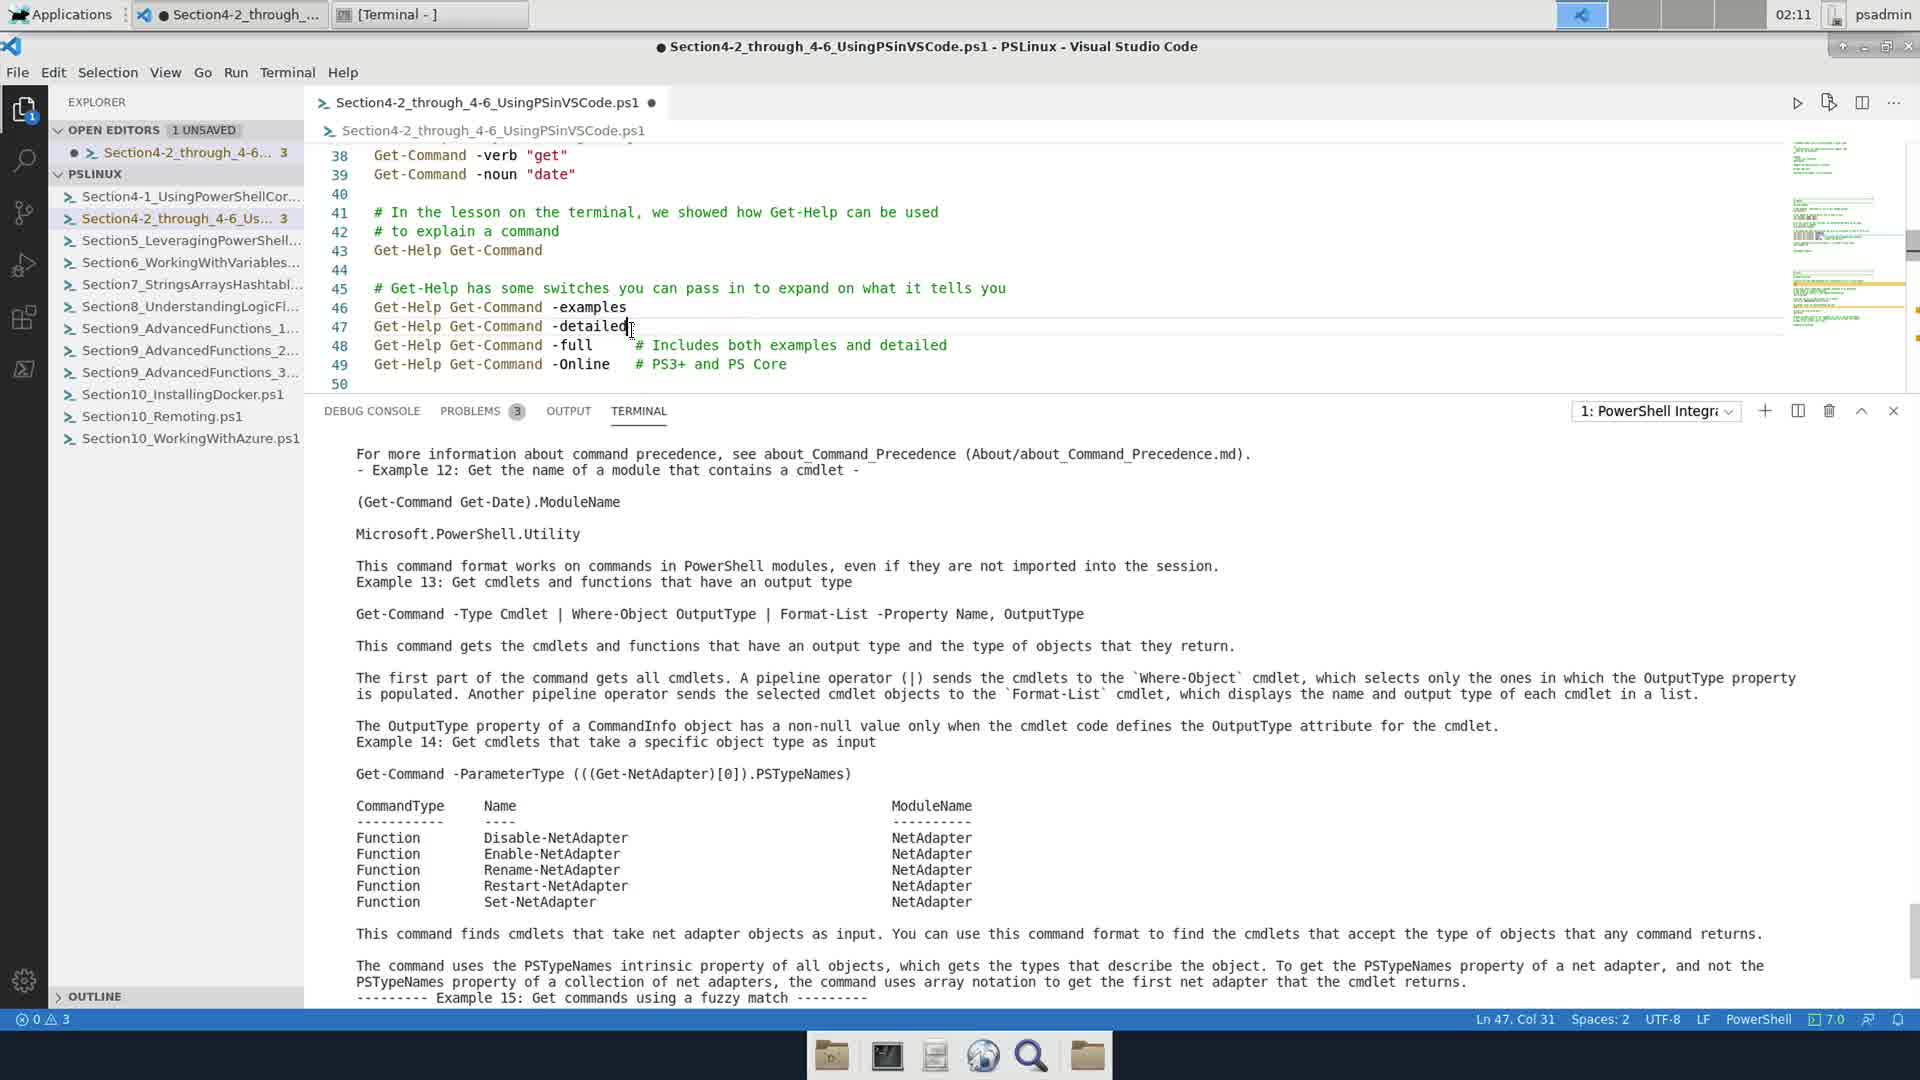 Applications
● Section4-2_through_...
[Terminal - ]
02:11
psadmin
● Section4-2_through_4-6_UsingPSinVSCode.ps1 - PSLinux - Visual Studio Code
File Edit Selection View Go Run Terminal Help
EXPLORER
OPEN EDITORS 1 UNSAVED
Section4-2_through_4-6... 3
PSLINUX
Section4-1_UsingPowerShellCor...
Section4-2_through_4-6_Us... 3
Section5_LeveragingPowerShell...
Section6_WorkingWithVariables...
Section7_StringsArraysHashtabl...
Section8_UnderstandingLogicFl...
Section9_AdvancedFunctions_1...
Section9_AdvancedFunctions_2...
Section9_AdvancedFunctions_3...
Section10_InstallingDocker.ps1
Section10_Remoting.ps1
Section10_WorkingWithAzure.ps1
OUTLINE
1
Section4-2_through_4-6_UsingPSinVSCode.ps1 ●
Section4-2_through_4-6_UsingPSinVSCode.ps1
38 Get-Command -verb "get"
39 Get-Command -noun "date"
40
41 # In the lesson on the terminal, we showed how Get-Help can be used
42 # to explain a command
43 Get-Help Get-Command
44
45 # Get-Help has some switches you can pass in to expand on what it tells you
46 Get-Help Get-Command -examples
47 Get-Help Get-Command -detailed
48 Get-Help Get-Command -full # Includes both examples and detailed
49 Get-Help Get-Command -Online # PS3+ and PS Core
50
DEBUG CONSOLE PROBLEMS 3 OUTPUT TERMINAL
1: PowerShell Integra
For more information about command precedence, see about_Command_Precedence (About/about_Command_Precedence.md).
- Example 12: Get the name of a module that contains a cmdlet -
(Get-Command Get-Date).ModuleName
Microsoft.PowerShell.Utility
This command format works on commands in PowerShell modules, even if they are not imported into the session.
Example 13: Get cmdlets and functions that have an output type
Get-Command -Type Cmdlet | Where-Object OutputType | Format-List -Property Name, OutputType
This command gets the cmdlets and functions that have an output type and the type of objects that they return.
The first part of the command gets all cmdlets. A pipeline operator (|) sends the cmdlets to the `Where-Object` cmdlet, which selects only the ones in which the OutputType property
is populated. Another pipeline operator sends the selected cmdlet objects to the `Format-List` cmdlet, which displays the name and output type of each cmdlet in a list.
The OutputType property of a CommandInfo object has a non-null value only when the cmdlet code defines the OutputType attribute for the cmdlet.
Example 14: Get cmdlets that take a specific object type as input
Get-Command -ParameterType (((Get-NetAdapter)[0]).PSTypeNames)
CommandType Name ModuleName
----------- ---- ----------
Function Disable-NetAdapter NetAdapter
Function Enable-NetAdapter NetAdapter
Function Rename-NetAdapter NetAdapter
Function Restart-NetAdapter NetAdapter
Function Set-NetAdapter NetAdapter
This command finds cmdlets that take net adapter objects as input. You can use this command format to find the cmdlets that accept the type of objects that any command returns.
The command uses the PSTypeNames intrinsic property of all objects, which gets the types that describe the object. To get the PSTypeNames property of a net adapter, and not the
PSTypeNames property of a collection of net adapters, the command uses array notation to get the first net adapter that the cmdlet returns.
--------- Example 15: Get commands using a fuzzy match ---------
0 3
Ln 47, Col 31 Spaces: 2 UTF-8 LF PowerShell 7.0